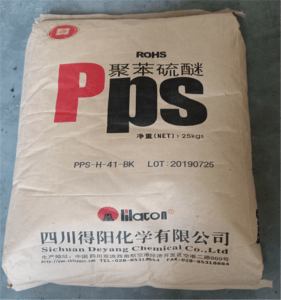 ROHS
聚苯硫醚
Pps
净重(NET): 25kgs
PPS-H-41-BK LOT: 20190725
Haton
四川得阳化学有限公司
Sichuan Deyang Chemical Co.,Ltd